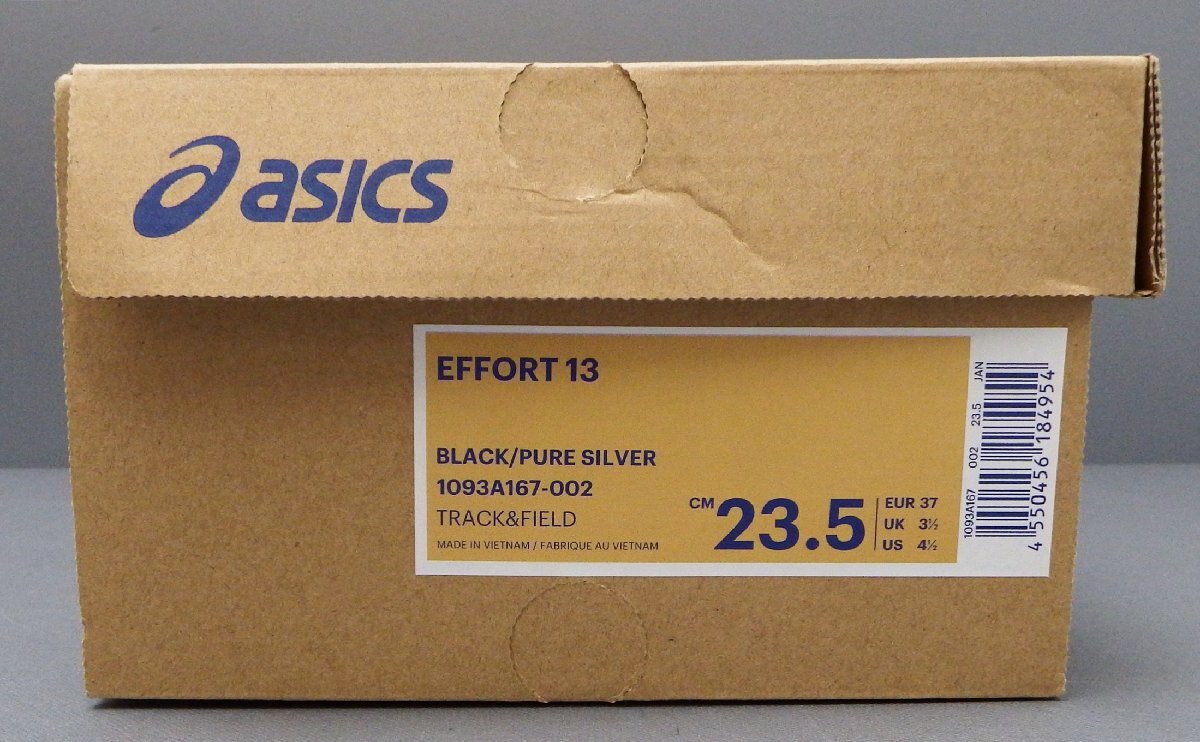 asics
EFFORT 13
BLACK/PURE SILVER
1093A167-002
TRACK&FIELD
MADE IN VIETNAM / FABRIQUE AU VIETNAM
CM 23.5
EUR 37
UK 3½
US 4½
1093A167 002 23.5 JAN
4 550456 184954